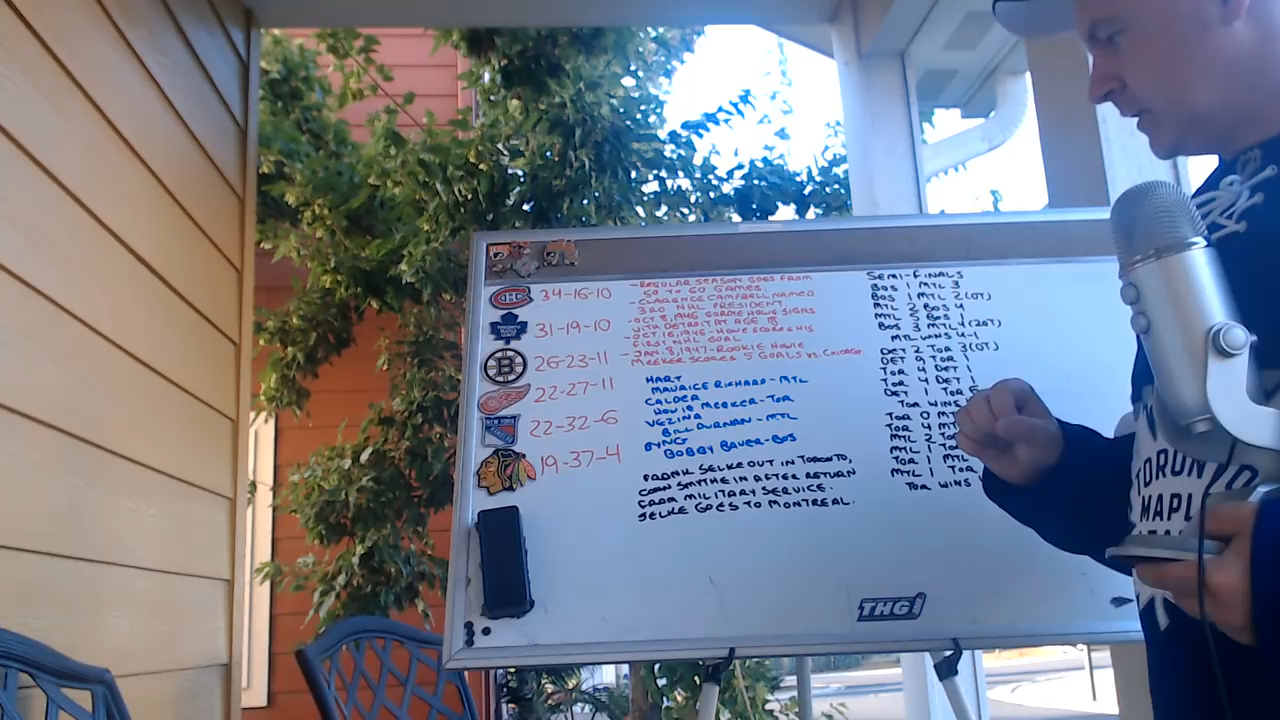 34-16-10
31-19-10
26-23-11
22-27-11
NEW YORK
RANGERS
22-32-6
19-37-4
-REGULAR SEASON GOES FROM
50 TO 60 GAMES
-CLARENCE CAMPBELL NAMED
3RD NHL PRESIDENT
-OCT 8, 1946 GORDIE HOWE SIGNS
WITH DETROIT AT AGE 18
-OCT. 16, 1946-HOWE SCORES HIS
FIRST NHL GOAL
-JAN. 8, 1947-ROOKIE HOWIE
MEEKER SCORES 5 GOALS VS. CHICAGO
HART
MAURICE RICHARD-MTL
CALDER
HOWIE MEEKER-TOR
VEZINA
BILL DURNAN-MTL
BYNG
BOBBY BAUER-BOS
FRANK SELKE OUT IN TORONTO,
CONN SMYTHE IN AFTER RETURN
FROM MILITARY SERVICE.
SELKE GOES TO MONTREAL.
SEMI-FINALS
BOS 1 MTL 3
BOS 1 MTL 2(OT)
MTL 2 BOS 4
MTL 5 BOS 1
BOS 3 MTL 4(2OT)
MTL WINS 4-1
DET 2 TOR 3(OT)
DET 9 TOR 1
TOR 4 DET 1
TOR 4 DET 1
DET 1 TOR
TOR WINS
TOR 0
TOR 4
MTL 2
TOR 1
MTL 1 TOR
TOR WINS
THG
TORONTO
MAPL